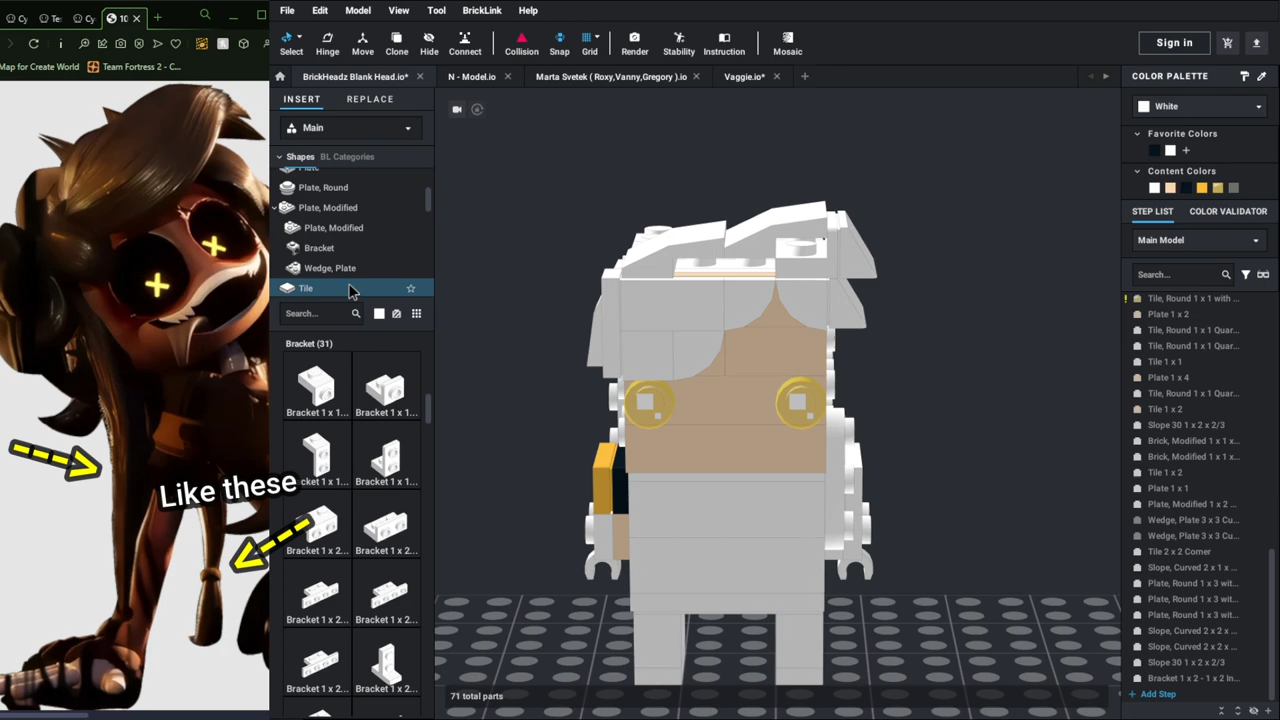 Cy
Te:
Cy
10
Map for Create World
Team Fortress 2 - C...
Like these
File
Edit
Model
View
Tool
BrickLink
Help
Select
Hinge
Move
Clone
Hide
Connect
Collision
Snap
Grid
Render
Stability
Instruction
Mosaic
Sign in
BrickHeadz Blank Head.io*
N - Model.io
Marta Svetek ( Roxy,Vanny,Gregory ).io
Vaggie.io*
INSERT
REPLACE
Main
Shapes
BL Categories
Plate
Plate, Round
Plate, Modified
Plate, Modified
Bracket
Wedge, Plate
Tile
Search...
Bracket (31)
Bracket 1 x 1...
Bracket 1 x 1...
Bracket 1 x 1...
Bracket 1 x 1...
Bracket 1 x 2...
Bracket 1 x 2...
Bracket 1 x 2...
Bracket 1 x 2...
Bracket 1 x 2...
Bracket 1 x 2...
71 total parts
COLOR PALETTE
White
Favorite Colors
Content Colors
STEP LIST
COLOR VALIDATOR
Main Model
Search...
Tile, Round 1 x 1 with ...
Plate 1 x 2
Tile, Round 1 x 1 Quar...
Tile, Round 1 x 1 Quar...
Tile 1 x 1
Plate 1 x 4
Tile, Round 1 x 1 Quar...
Tile 1 x 2
Slope 30 1 x 2 x 2/3
Brick, Modified 1 x 1 x...
Brick, Modified 1 x 1 x...
Tile 1 x 2
Plate 1 x 1
Plate, Modified 1 x 2 ...
Wedge, Plate 3 x 3 Cu...
Wedge, Plate 3 x 3 Cu...
Tile 2 x 2 Corner
Slope, Curved 2 x 1 x ...
Plate, Round 1 x 3 wit...
Plate, Round 1 x 3 wit...
Plate, Round 1 x 3 wit...
Slope, Curved 2 x 2 x ...
Slope, Curved 2 x 2 x ...
Slope 30 1 x 2 x 2/3
Bracket 1 x 2 - 1 x 2 In...
Add Step